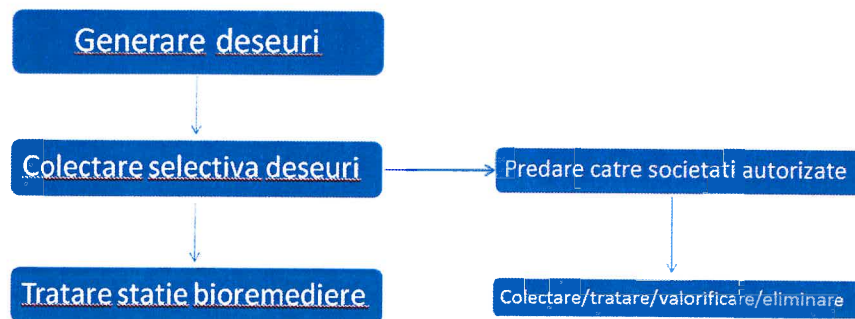 Generare deseuri
Colectare selectiva deseuri
Predare catre societati autorizate
Tratare statie bioremediere
Colectare/tratare/valorificare/eliminare